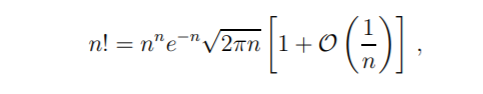 $n! = n^n e^{-n} \sqrt{2\pi n} \left[ 1 + \mathcal{O}\left( \frac{1}{n} \right) \right] ,$